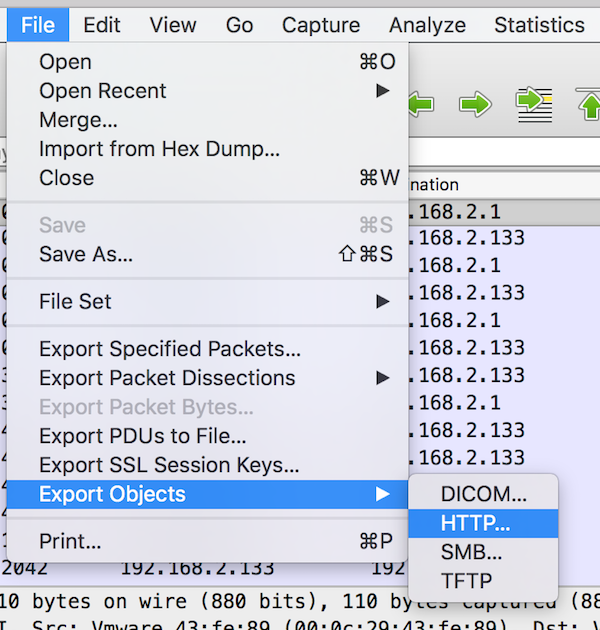 File Edit View Go Capture Analyze Statistics
Open ⌘O
Open Recent ▶
Merge...
Import from Hex Dump...
Close ⌘W
ination
.168.2.1
Save ⌘S
.168.2.133
Save As... ⇧⌘S
.168.2.1
.168.2.133
File Set ▶
.168.2.1
Export Specified Packets...
.168.2.133
Export Packet Dissections ▶
.168.2.133
Export Packet Bytes...
.168.2.1
Export PDUs to File...
.168.2.133
Export SSL Session Keys...
.168.2.133
Export Objects ▶
DICOM...
HTTP...
Print... ⌘P
SMB...
2042 192.168.2.133 192
TFTP
10 bytes on wire (880 bits), 110 bytes captured (88
Src: Vmware 43:fe:89 (00:0c:29:43:fe:89), Dst: V